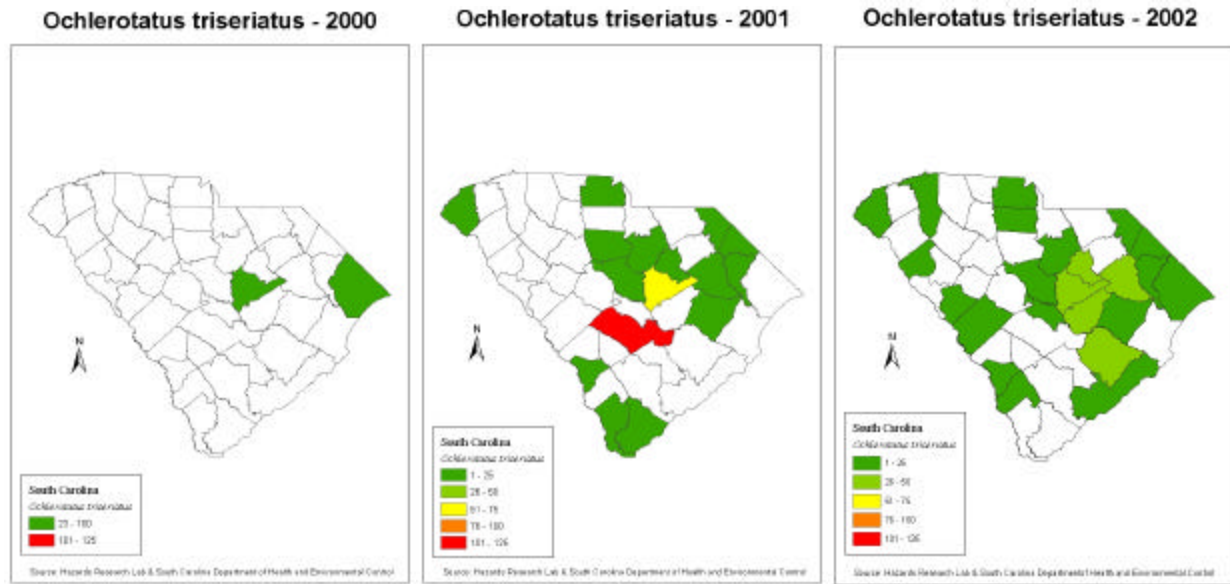 Ochlerotatus triseriatus - 2000
N
South Carolina
Ochlerotatus triseriatus
101 - 125
Source: Hazards Research Lab & South Carolina Department of Health and Environmental Control
Ochlerotatus triseriatus - 2001
N
South Carolina
Ochlerotatus triseriatus
1 - 25
26 - 50
51 - 75
76 - 100
101 - 125
Source: Hazards Research Lab & South Carolina Department of Health and Environmental Control
Ochlerotatus triseriatus - 2002
N
South Carolina
Ochlerotatus triseriatus
1 - 25
26 - 50
51 - 75
76 - 100
101 - 125
Source: Hazards Research Lab & South Carolina Department of Health and Environmental Control